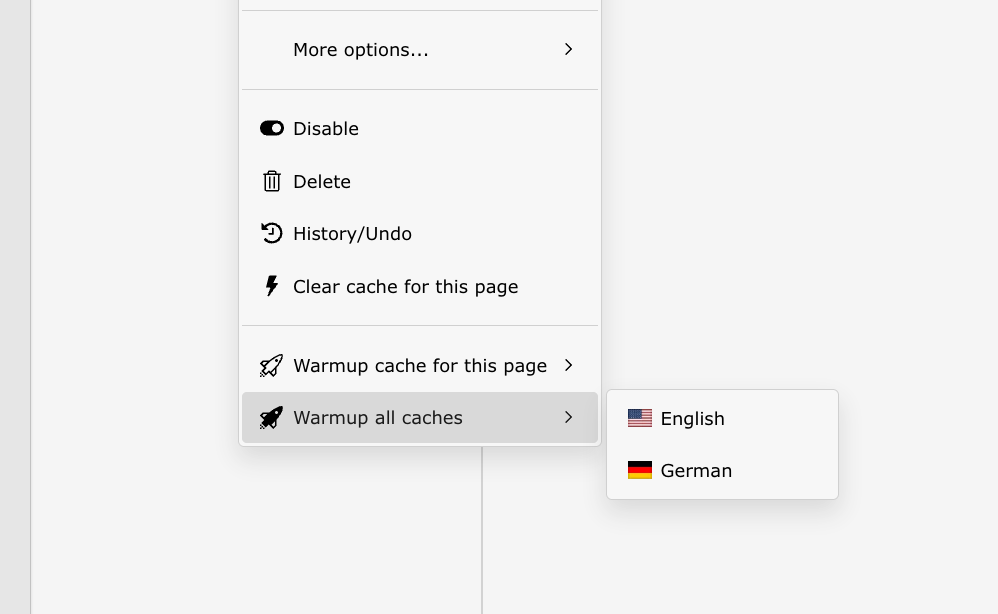 More options...
Disable
Delete
History/Undo
Clear cache for this page
Warmup cache for this page
Warmup all caches
English
German